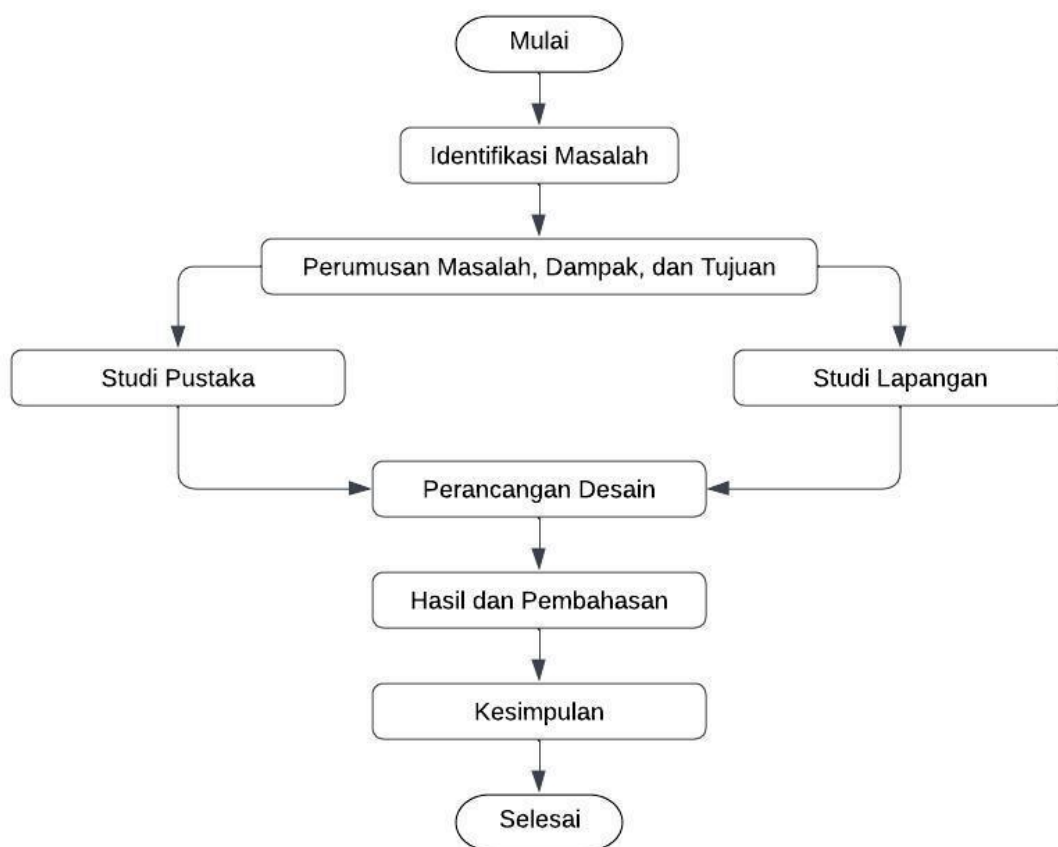 Mulai
Identifikasi Masalah
Perumusan Masalah, Dampak, dan Tujuan
Studi Pustaka
Studi Lapangan
Perancangan Desain
Hasil dan Pembahasan
Kesimpulan
Selesai